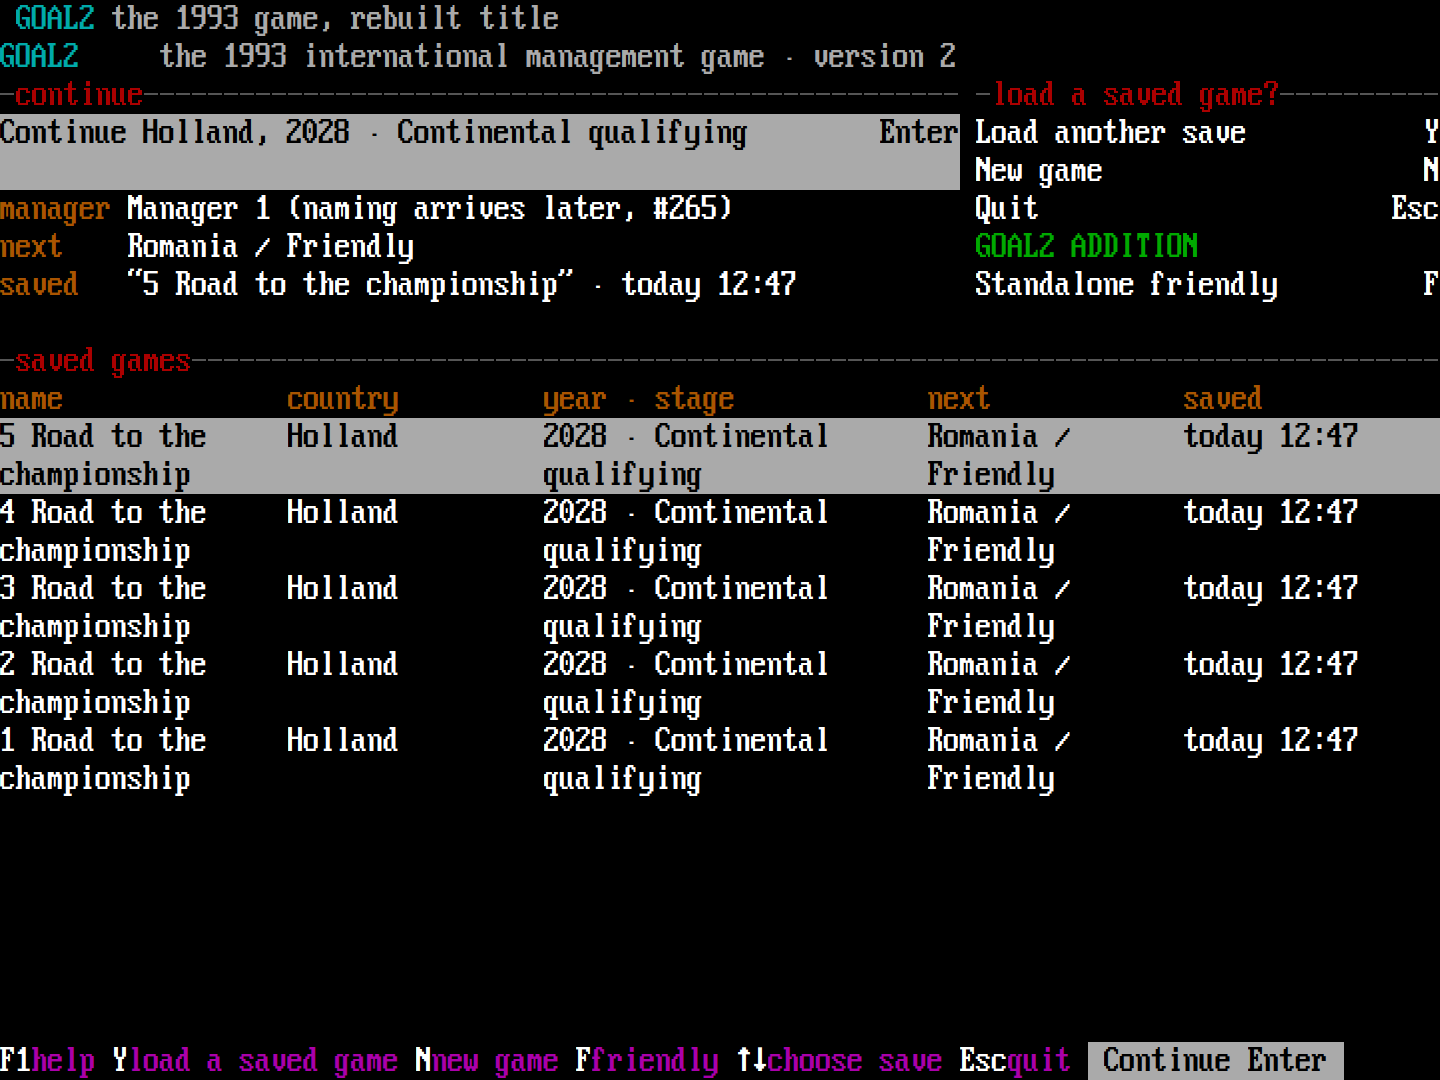 GOAL2 the 1993 game, rebuilt title
GOAL2 the 1993 international management game · version 2
continue
load a saved game?
Continue Holland, 2028 · Continental qualifying Enter
Load another save Y
New game N
manager Manager 1 (naming arrives later, #265)
Quit Esc
next Romania / Friendly
GOAL2 ADDITION
saved “5 Road to the championship” · today 12:47
Standalone friendly F
saved games
name country year · stage next saved
5 Road to the Holland 2028 · Continental Romania / today 12:47
championship qualifying Friendly
4 Road to the Holland 2028 · Continental Romania / today 12:47
championship qualifying Friendly
3 Road to the Holland 2028 · Continental Romania / today 12:47
championship qualifying Friendly
2 Road to the Holland 2028 · Continental Romania / today 12:47
championship qualifying Friendly
1 Road to the Holland 2028 · Continental Romania / today 12:47
championship qualifying Friendly
F1help Yload a saved game Nnew game Ffriendly ↑↓choose save Escquit Continue Enter